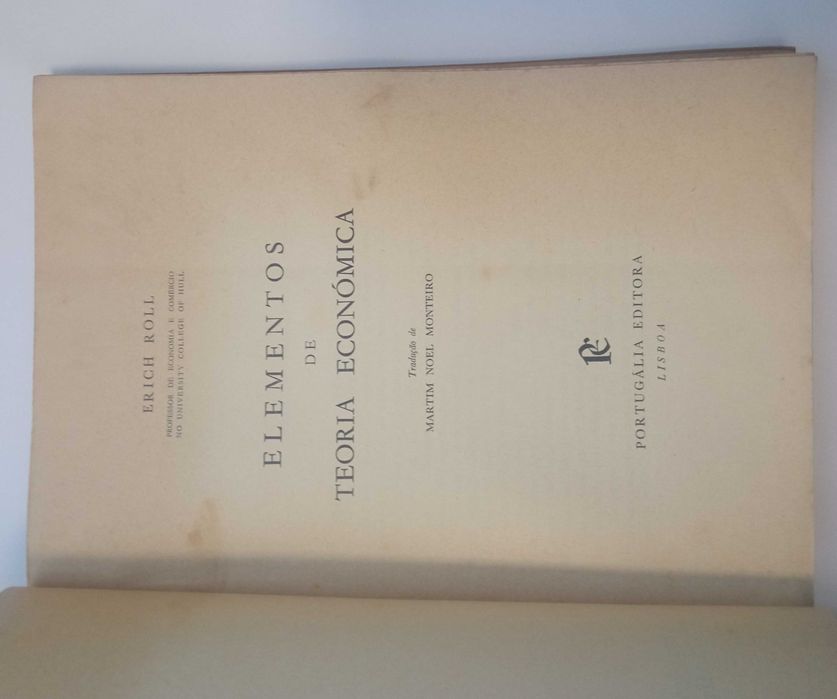 ERICH ROLL
PROFESSOR DE ECONOMIA E COMÉRCIO
NO UNIVERSITY COLLEGE OF HULL
ELEMENTOS
DE
TEORIA ECONÓMICA
Tradução de
MARTIM NOEL MONTEIRO
PE
PORTUGÁLIA EDITORA
LISBOA